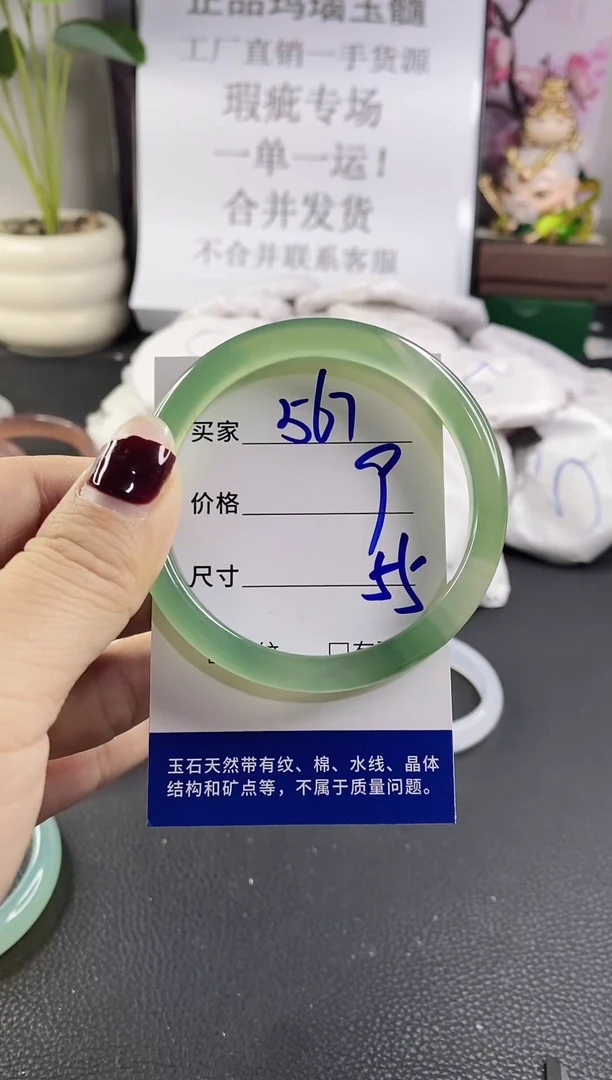 正品玛瑙玉髓
工厂直销一手货源
瑕疵专场
一单一运！
合并发货
不合并联系客服
买家 567
价格
尺寸 55
玉石天然带有纹、棉、水线、晶体
结构和矿点等，不属于质量问题。